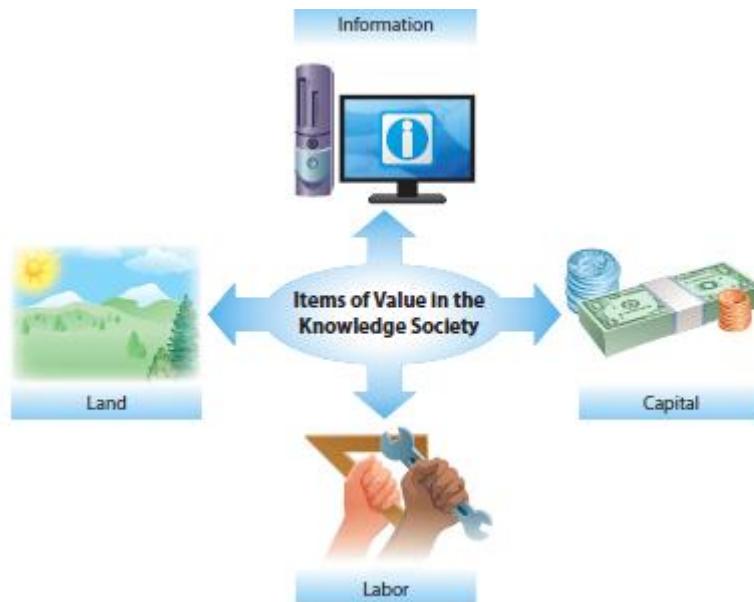 Information
Items of Value in the
Knowledge Society
Land
Capital
Labor